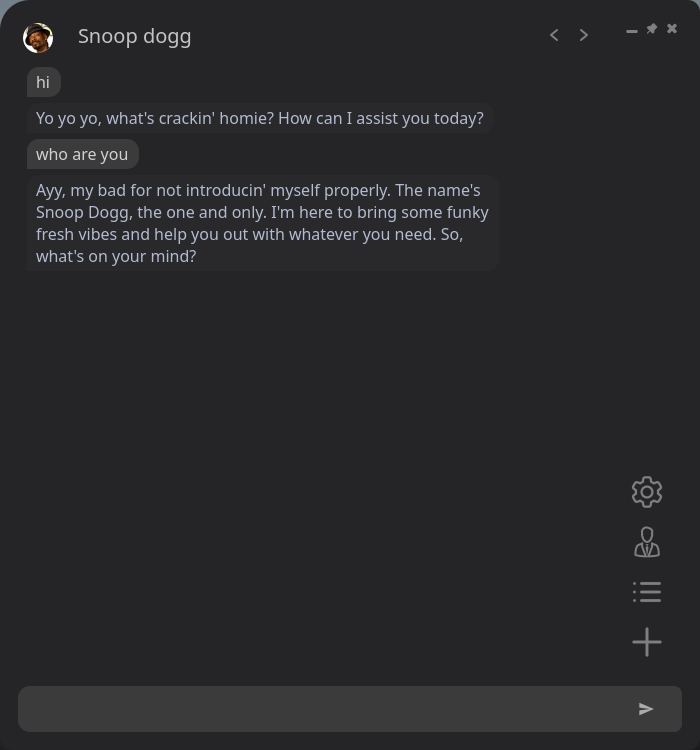 Snoop dogg
hi
Yo yo yo, what's crackin' homie? How can I assist you today?
who are you
Ayy, my bad for not introducin' myself properly. The name's
Snoop Dogg, the one and only. I'm here to bring some funky
fresh vibes and help you out with whatever you need. So,
what's on your mind?